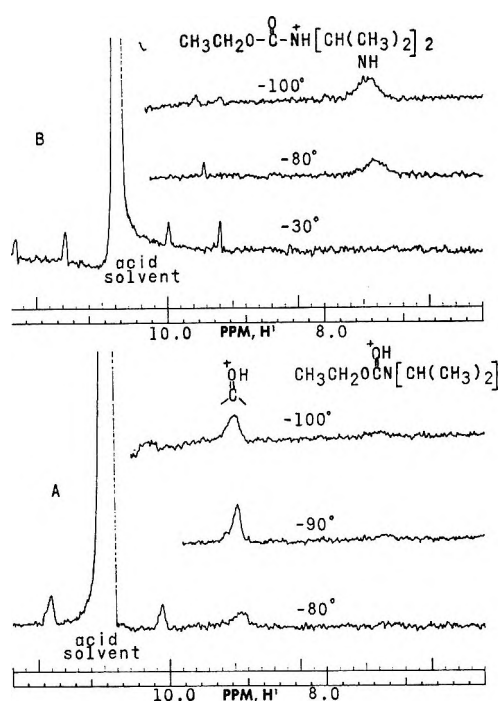 O
CH3CH2O-C-NH[CH(CH3)2]2
+
NH
-100°
B
-80°
-30°
acid
solvent
10.0 PPM, H¹ 8.0
+OH
+OH
C
CH3CH2OCN[CH(CH3)2]
-100°
A
-90°
-80°
acid
solvent
10.0 PPM, H¹ 8.0